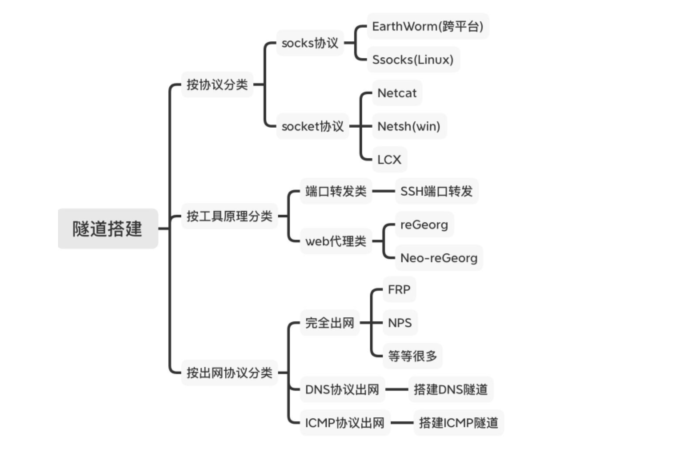 隧道搭建
按协议分类
socks协议
EarthWorm(跨平台)
Ssocks(Linux)
socket协议
Netcat
Netsh(win)
LCX
按工具原理分类
端口转发类
SSH端口转发
web代理类
reGeorg
Neo-reGeorg
按出网协议分类
完全出网
FRP
NPS
等等很多
DNS协议出网
搭建DNS隧道
ICMP协议出网
搭建ICMP隧道